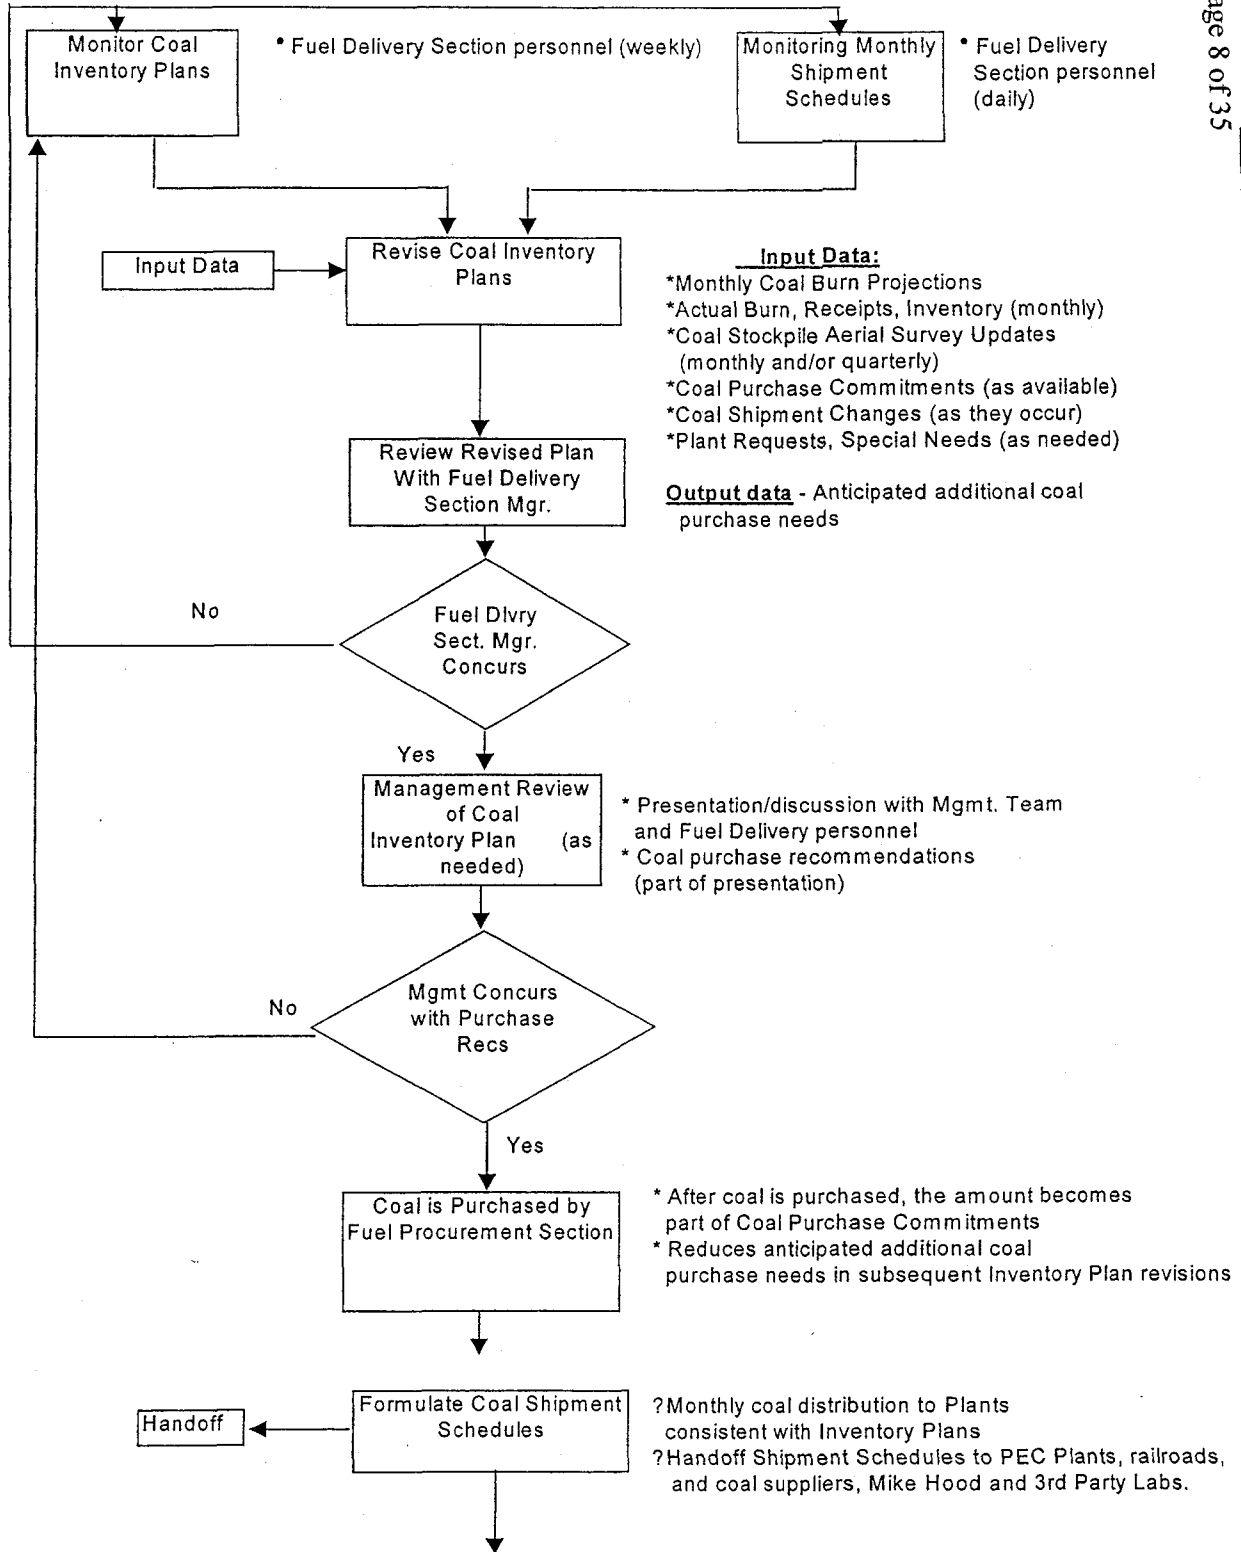 Monitor Coal
Inventory Plans
* Fuel Delivery Section personnel (weekly)
Monitoring Monthly
Shipment
Schedules
* Fuel Delivery
Section personnel
(daily)
age 8 of 35
Input Data
Revise Coal Inventory
Plans
Input Data:
*Monthly Coal Burn Projections
*Actual Burn, Receipts, Inventory (monthly)
*Coal Stockpile Aerial Survey Updates
(monthly and/or quarterly)
*Coal Purchase Commitments (as available)
*Coal Shipment Changes (as they occur)
*Plant Requests, Special Needs (as needed)
Review Revised Plan
With Fuel Delivery
Section Mgr.
Output data - Anticipated additional coal
purchase needs
No
Fuel Dlvry
Sect. Mgr.
Concurs
Yes
Management Review
of Coal
Inventory Plan (as
needed)
* Presentation/discussion with Mgmt. Team
and Fuel Delivery personnel
* Coal purchase recommendations
(part of presentation)
No
Mgmt Concurs
with Purchase
Recs
Yes
Coal is Purchased by
Fuel Procurement Section
* After coal is purchased, the amount becomes
part of Coal Purchase Commitments
* Reduces anticipated additional coal
purchase needs in subsequent Inventory Plan revisions
Handoff
Formulate Coal Shipment
Schedules
?Monthly coal distribution to Plants
consistent with Inventory Plans
?Handoff Shipment Schedules to PEC Plants, railroads,
and coal suppliers, Mike Hood and 3rd Party Labs.